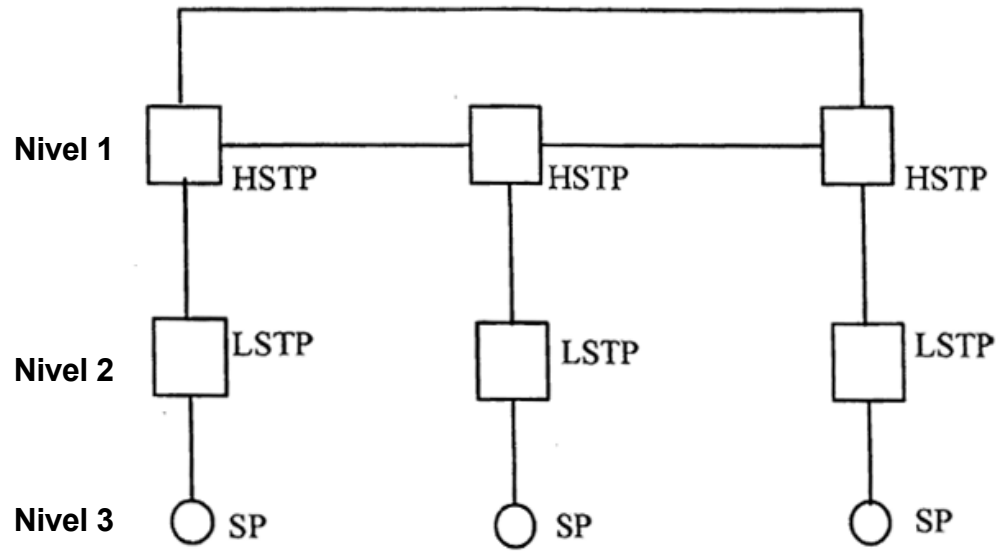 Nivel 1
HSTP
HSTP
HSTP
LSTP
LSTP
LSTP
Nivel 2
Nivel 3
SP
SP
SP